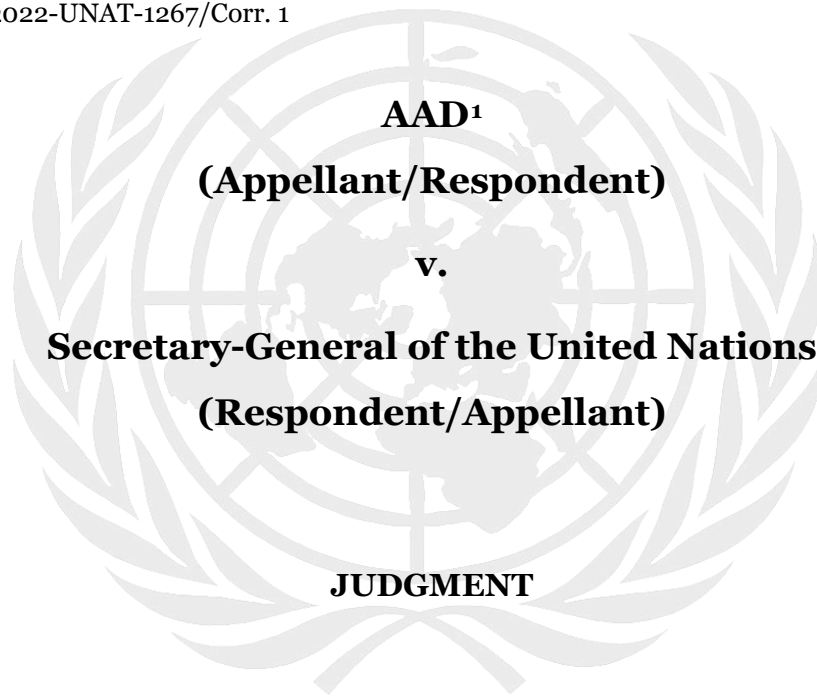 2022-UNAT-1267/Corr. 1
AAD¹
(Appellant/Respondent)
v.
Secretary-General of the United Nations
(Respondent/Appellant)
JUDGMENT